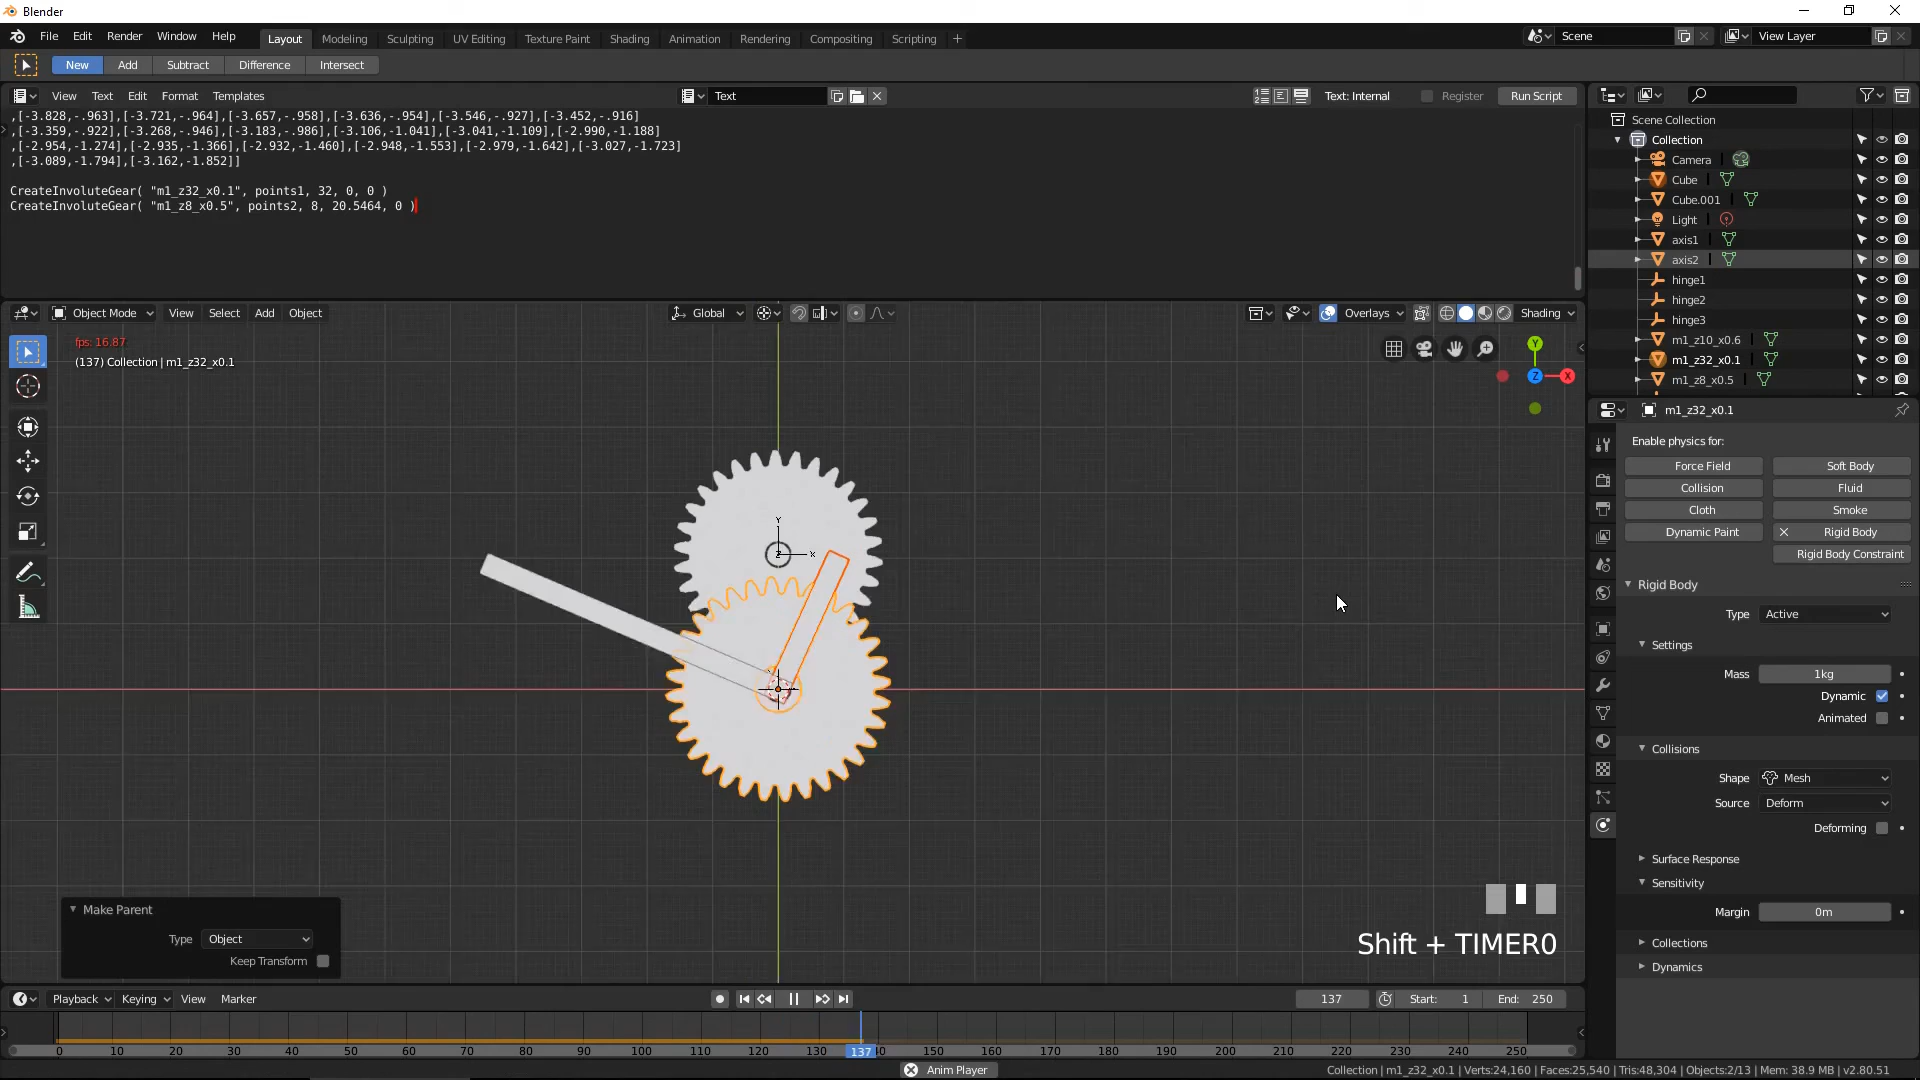 Blender
File Edit Render Window Help
Layout Modeling Sculpting UV Editing Texture Paint Shading Animation Rendering Compositing Scripting +
Scene View Layer
New Add Subtract Difference Intersect
View Text Edit Format Templates
Text
Text: Internal Register Run Script
,[-3.828,-.963],[-3.721,-.964],[-3.657,-.958],[-3.636,-.954],[-3.546,-.927],[-3.452,-.916]
,[-3.359,-.922],[-3.268,-.946],[-3.183,-.986],[-3.106,-1.041],[-3.041,-1.109],[-2.990,-1.188]
,[-2.954,-1.274],[-2.935,-1.366],[-2.932,-1.460],[-2.948,-1.553],[-2.979,-1.642],[-3.027,-1.723]
,[-3.089,-1.794],[-3.162,-1.852]]
CreateInvoluteGear( "m1_z32_x0.1", points1, 32, 0, 0 )
CreateInvoluteGear( "m1_z8_x0.5", points2, 8, 20.5464, 0 )
Object Mode View Select Add Object
Global
Overlays Shading
fps: 16.87
(137) Collection | m1_z32_x0.1
Y
X
Z
Y
X
Z
Make Parent
Type Object
Keep Transform
Shift + TIMER0
Scene Collection
Collection
Camera
Cube
Cube.001
Light
axis1
axis2
hinge1
hinge2
hinge3
m1_z10_x0.6
m1_z32_x0.1
m1_z8_x0.5
m1_z32_x0.1
Enable physics for:
Force Field Soft Body
Collision Fluid
Cloth Smoke
Dynamic Paint Rigid Body
Rigid Body Constraint
Rigid Body
Type Active
Settings
Mass 1kg
Dynamic
Animated
Collisions
Shape Mesh
Source Deform
Deforming
Surface Response
Sensitivity
Margin 0m
Collections
Dynamics
Playback Keying View Marker
137 Start: 1 End: 250
0 10 20 30 40 50 60 70 80 90 100 110 120 130 137 40 150 160 170 180 190 200 210 220 230 240 250
Anim Player
Collection | m1_z32_x0.1 | Verts:24,160 | Faces:25,540 | Tris:48,304 | Objects:2/13 | Mem: 38.9 MB | v2.80.51